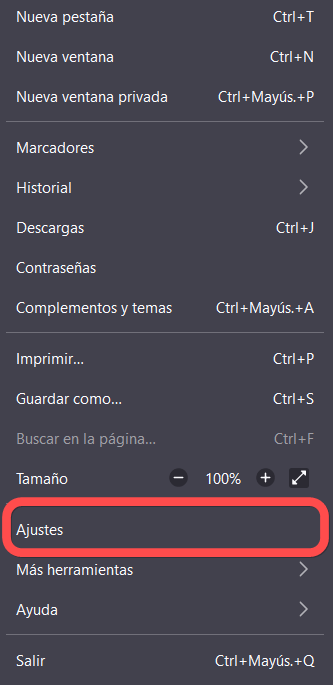 Nueva pestaña Ctrl+T
Nueva ventana Ctrl+N
Nueva ventana privada Ctrl+Mayús.+P
Marcadores
Historial
Descargas Ctrl+J
Contraseñas
Complementos y temas Ctrl+Mayús.+A
Imprimir... Ctrl+P
Guardar como... Ctrl+S
Buscar en la página... Ctrl+F
Tamaño − 100% +
Ajustes
Más herramientas
Ayuda
Salir Ctrl+Mayús.+Q